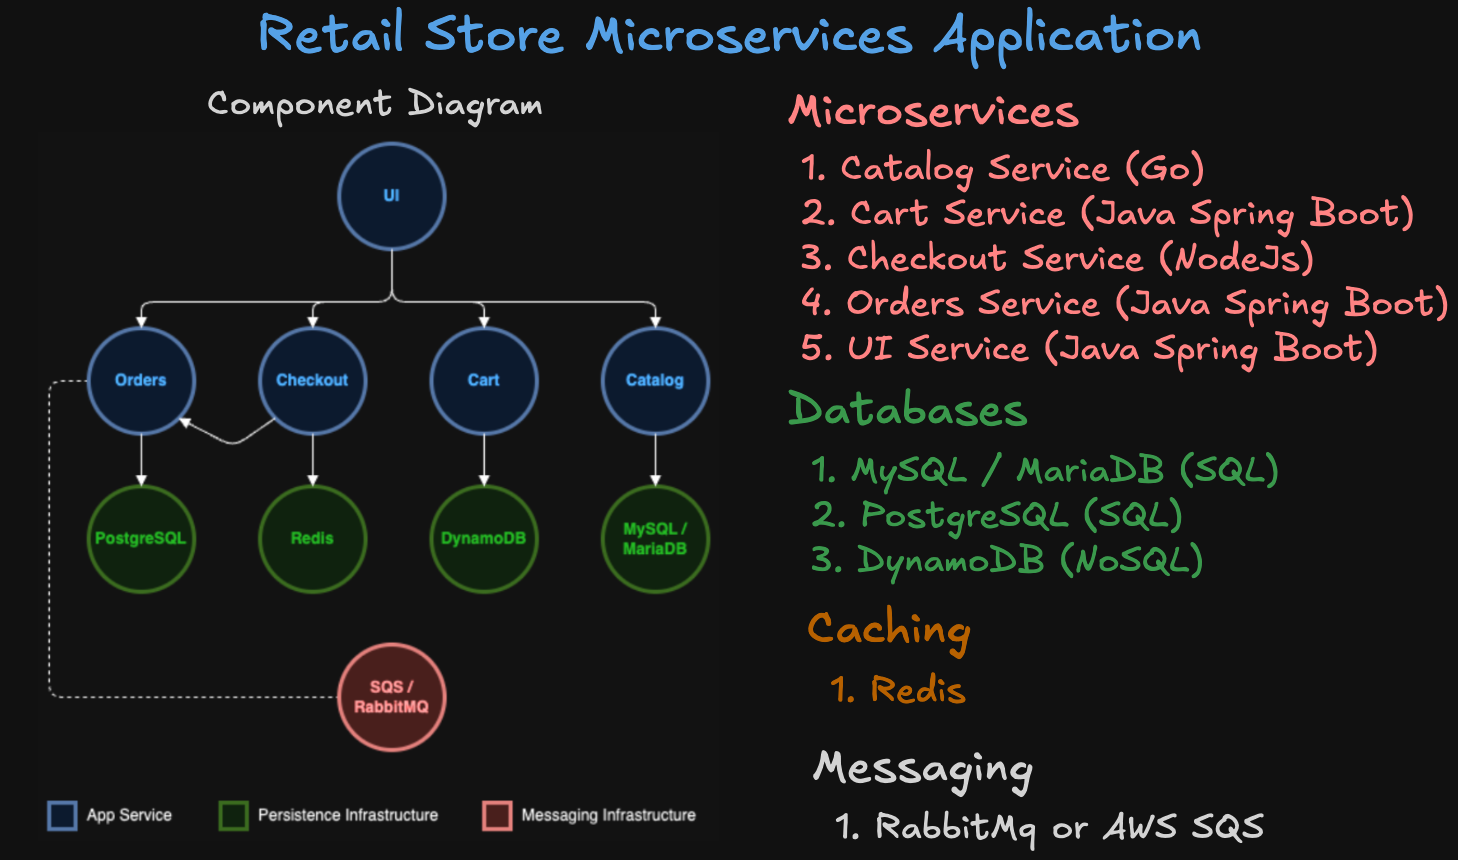 Retail Store Microservices Application
Component Diagram
UI
Orders
Checkout
Cart
Catalog
PostgreSQL
Redis
DynamoDB
MySQL /
MariaDB
SQS /
RabbitMQ
App Service
Persistence Infrastructure
Messaging Infrastructure
Microservices
1. Catalog Service (Go)
2. Cart Service (Java Spring Boot)
3. Checkout Service (NodeJs)
4. Orders Service (Java Spring Boot)
5. UI Service (Java Spring Boot)
Databases
1. MySQL / MariaDB (SQL)
2. PostgreSQL (SQL)
3. DynamoDB (NoSQL)
Caching
1. Redis
Messaging
1. RabbitMq or AWS SQS